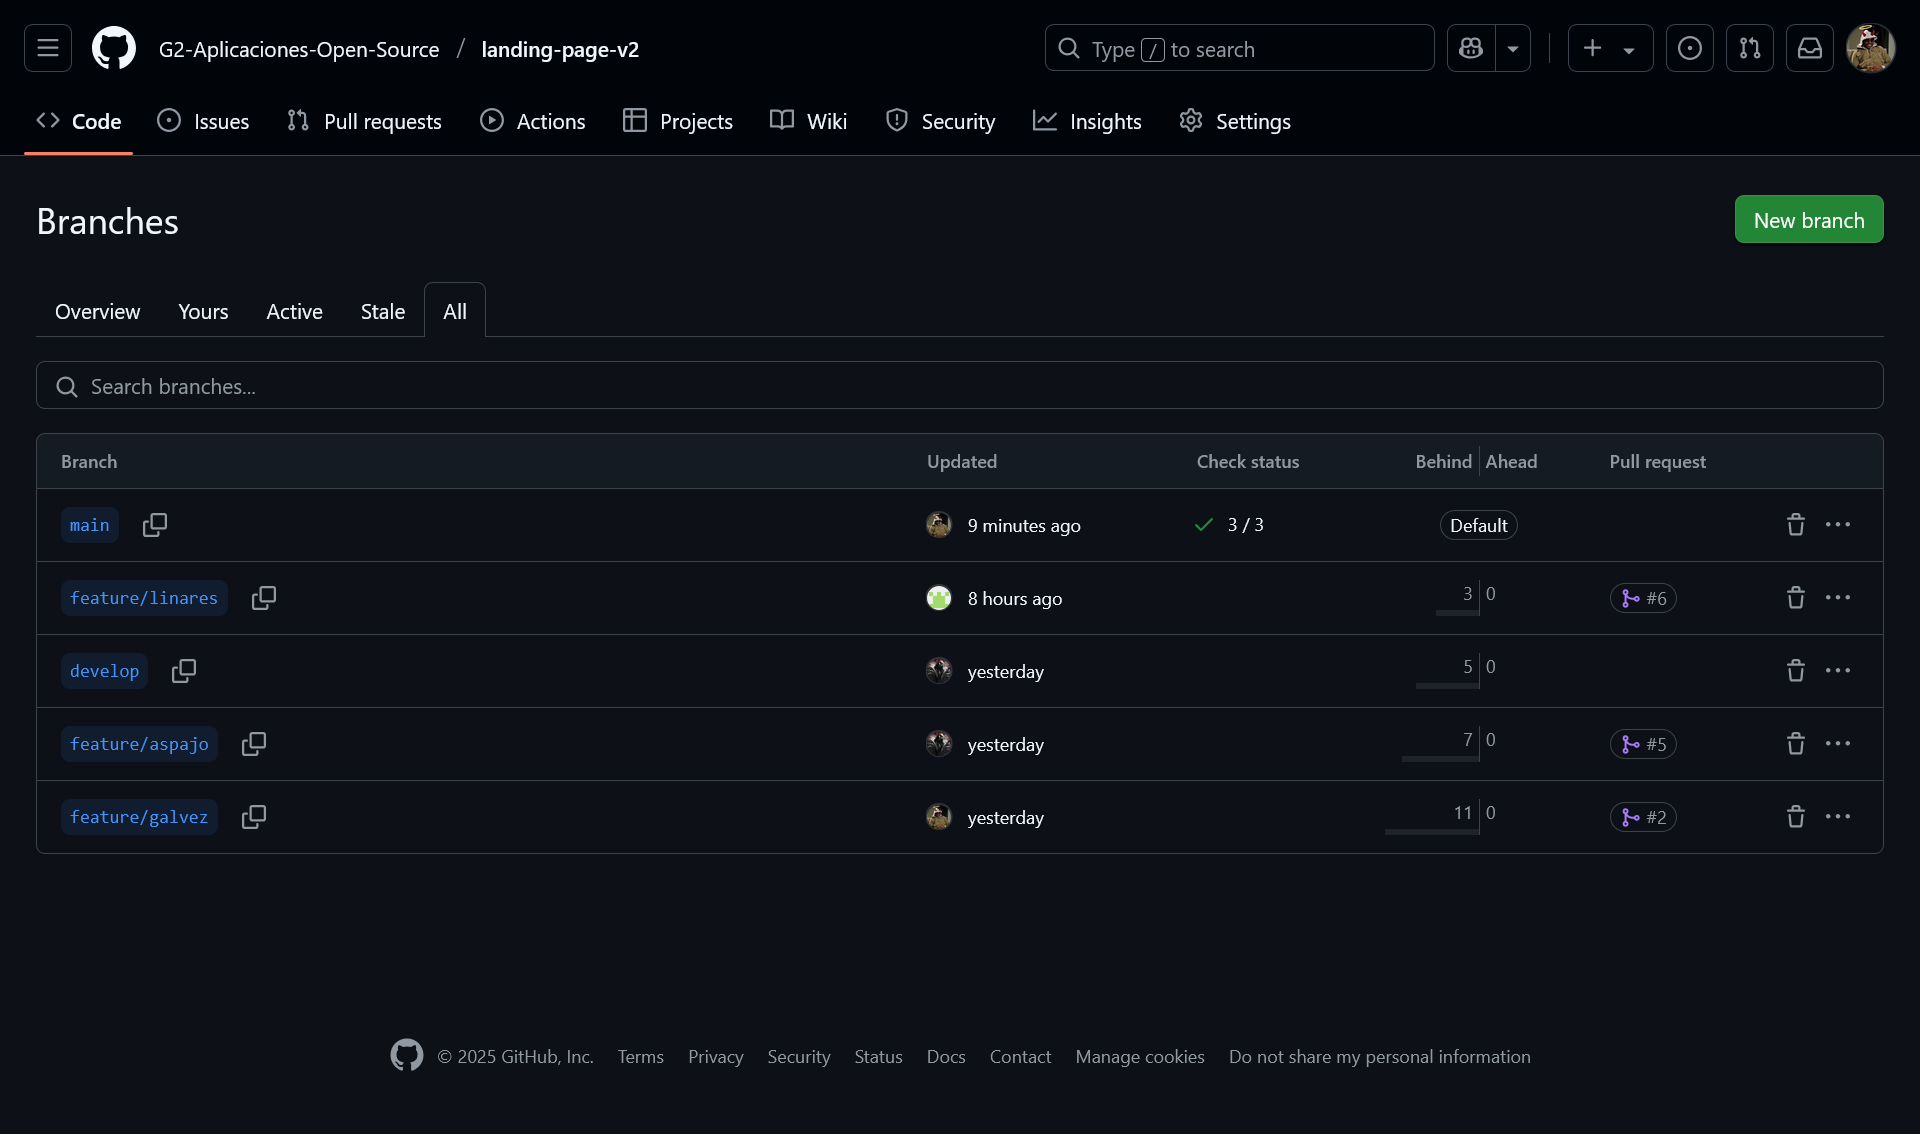 G2-Aplicaciones-Open-Source / landing-page-v2
Type / to search
Code Issues Pull requests Actions Projects Wiki Security Insights Settings
Branches
New branch
Overview Yours Active Stale All
Search branches...
Branch Updated Check status Behind Ahead Pull request
main 9 minutes ago 3 / 3 Default
feature/linares 8 hours ago 3 0 #6
develop yesterday 5 0
feature/aspajo yesterday 7 0 #5
feature/galvez yesterday 11 0 #2
© 2025 GitHub, Inc. Terms Privacy Security Status Docs Contact Manage cookies Do not share my personal information